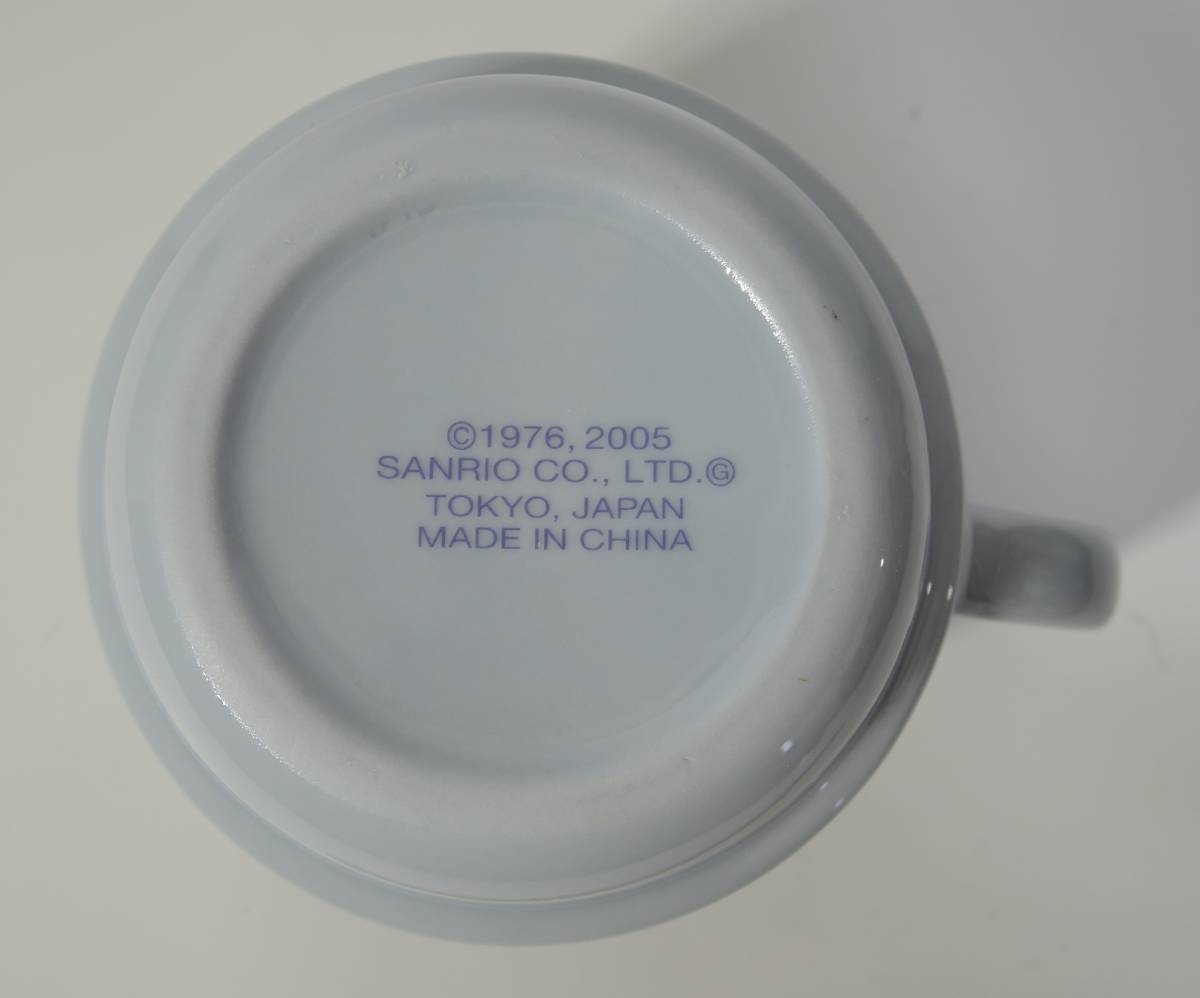 ©1976, 2005
SANRIO CO., LTD.Ⓖ
TOKYO, JAPAN
MADE IN CHINA